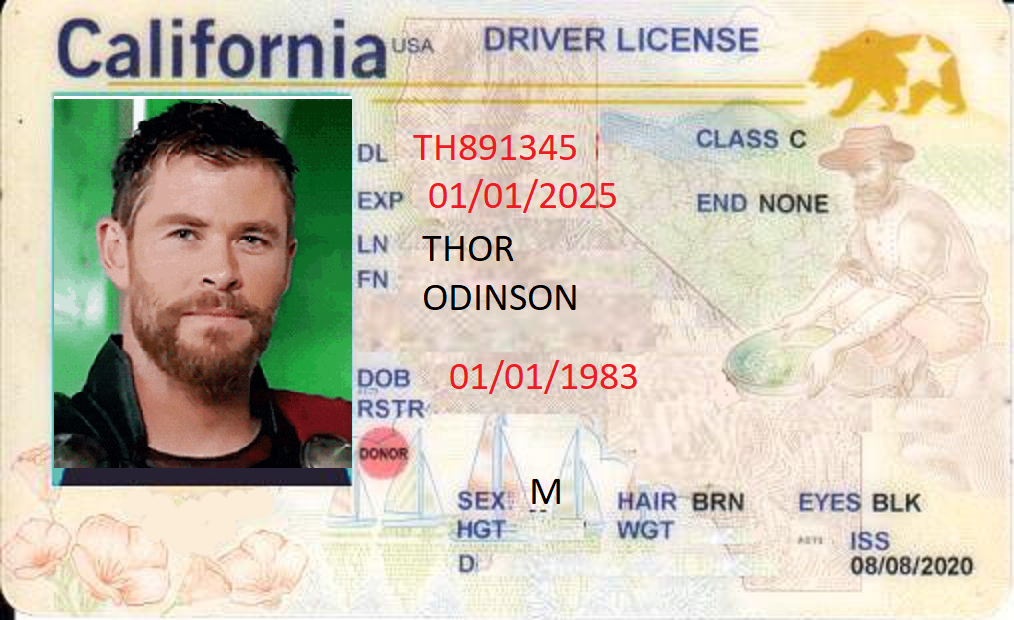 California USA DRIVER LICENSE
DL TH891345 CLASS C
EXP 01/01/2025 END NONE
LN THOR
FN ODINSON
DOB 01/01/1983
RSTR
DONOR
SEX M HAIR BRN EYES BLK
HGT WGT ISS
08/08/2020